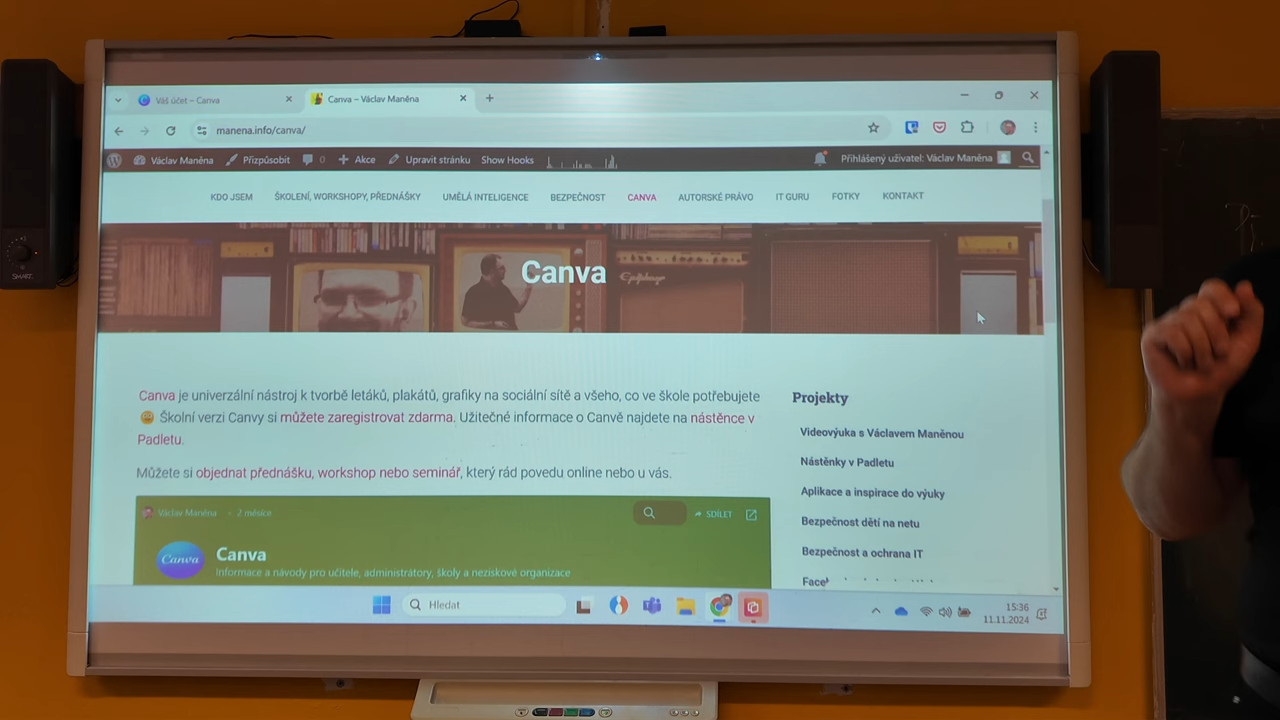 Váš účet – Canva
Canva – Václav Maněna
manena.info/canva/
Václav Maněna Přizpůsobit 0 Akce Upravit stránku Show Hooks Přihlášený uživatel: Václav Maněna
KDO JSEM ŠKOLENÍ, WORKSHOPY, PŘEDNÁŠKY UMĚLÁ INTELIGENCE BEZPEČNOST CANVA AUTORSKÉ PRÁVO IT GURU FOTKY KONTAKT
Canva
Epiphone
Canva je univerzální nástroj k tvorbě letáků, plakátů, grafiky na sociální sítě a všeho, co ve škole potřebujete
Školní verzi Canvy si můžete zaregistrovat zdarma. Užitečné informace o Canvě najdete na nástěnce v
Padletu.
Můžete si objednat přednášku, workshop nebo seminář, který rád povedu online nebo u vás.
Václav Maněna • 2 měsíce
SDÍLET
Canva
Canva
Informace a návody pro učitele, administrátory, školy a neziskové organizace
Projekty
Videovýuka s Václavem Maněnou
Nástěnky v Padletu
Aplikace a inspirace do výuky
Bezpečnost dětí na netu
Bezpečnost a ochrana IT
Hledat
15:36
11.11.2024
SMART